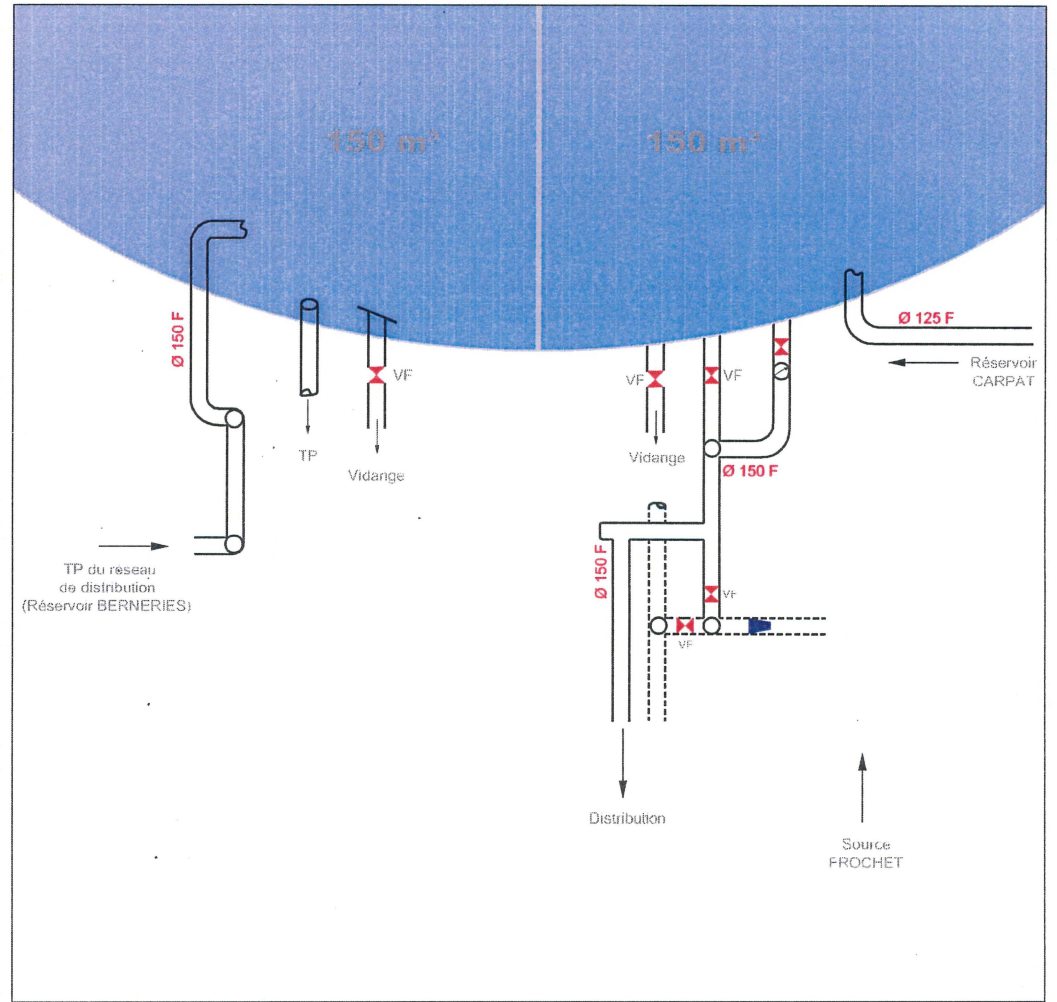 150 m³
150 m³
Ø 150 F
Ø 125 F
Réservoir
CARPAT
VF
VF
VF
TP
Vidange
Vidange
Ø 150 F
Ø 150 F
TP du reseau
de distribution
(Réservoir BERNERIES)
VF
VF
Distribution
Source
FROCHET